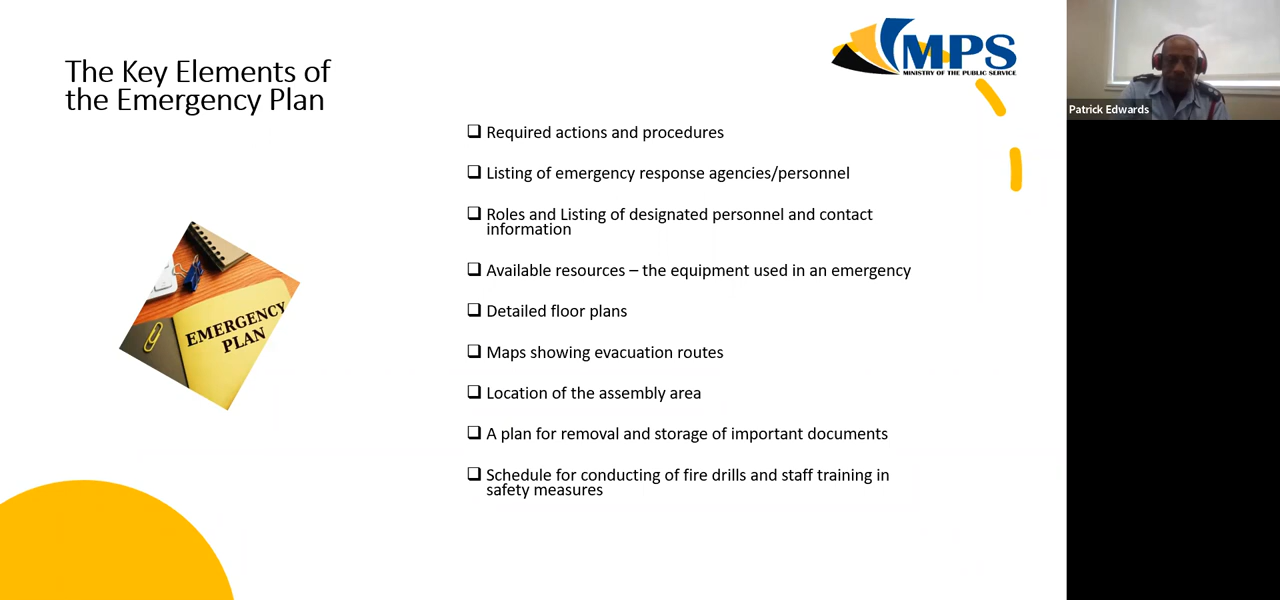 The Key Elements of
the Emergency Plan
MPS
MINISTRY OF THE PUBLIC SERVICE
Patrick Edwards
Required actions and procedures
Listing of emergency response agencies/personnel
Roles and Listing of designated personnel and contact
information
Available resources – the equipment used in an emergency
Detailed floor plans
Maps showing evacuation routes
Location of the assembly area
A plan for removal and storage of important documents
Schedule for conducting of fire drills and staff training in
safety measures
EMERGENCY
PLAN